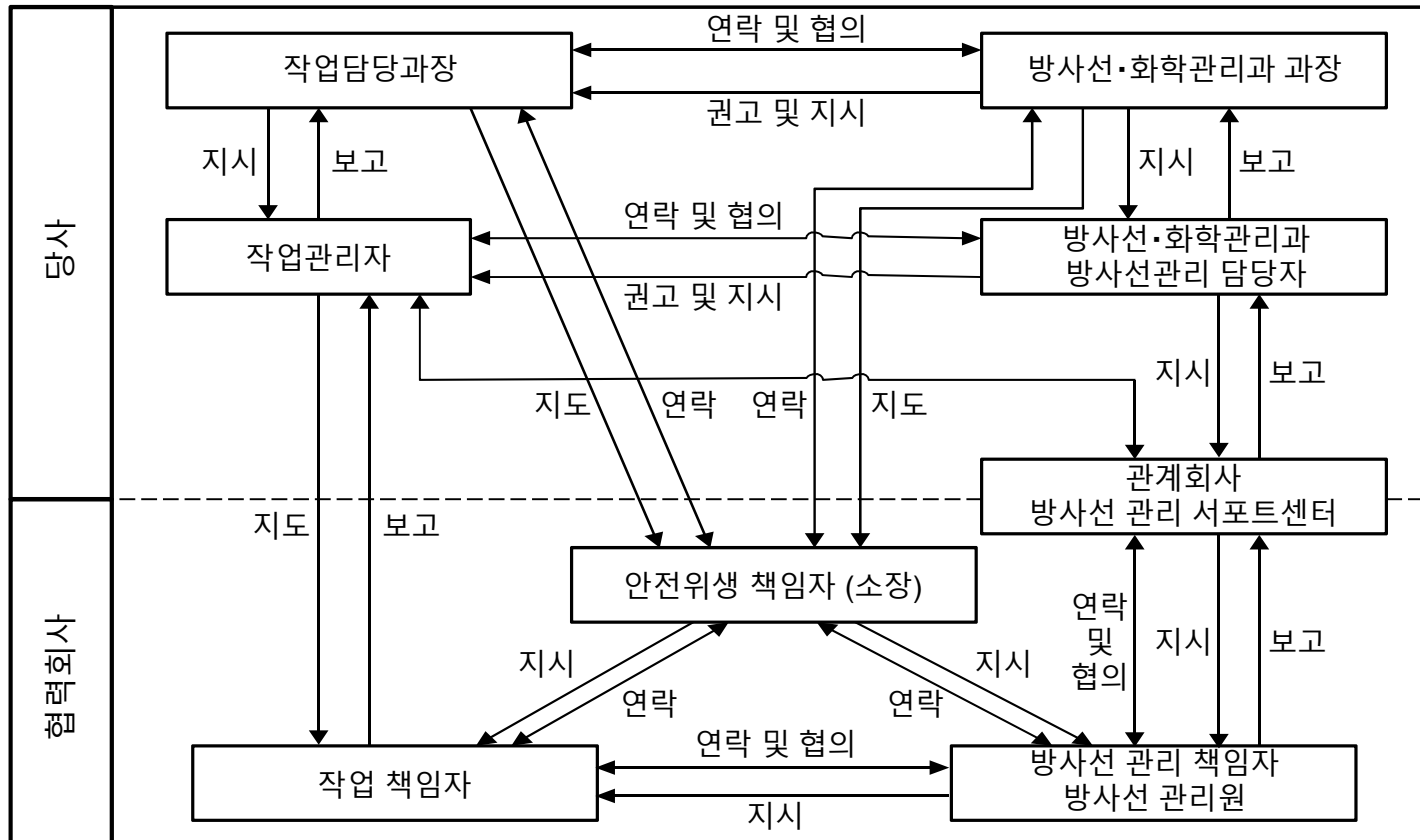 연락 및 협의
작업담당과장
방사선·화학관리과 과장
권고 및 지시
지시
보고
지시
보고
당사
연락 및 협의
작업관리자
방사선·화학관리과
방사선관리 담당자
권고 및 지시
지도
연락
연락
지도
지시
보고
관계회사
방사선 관리 서포트센터
지도
보고
안전위생 책임자 (소장)
협력회사
연락
및
협의
지시
보고
지시
연락
지시
연락
연락 및 협의
작업 책임자
방사선 관리 책임자
방사선 관리원
지시